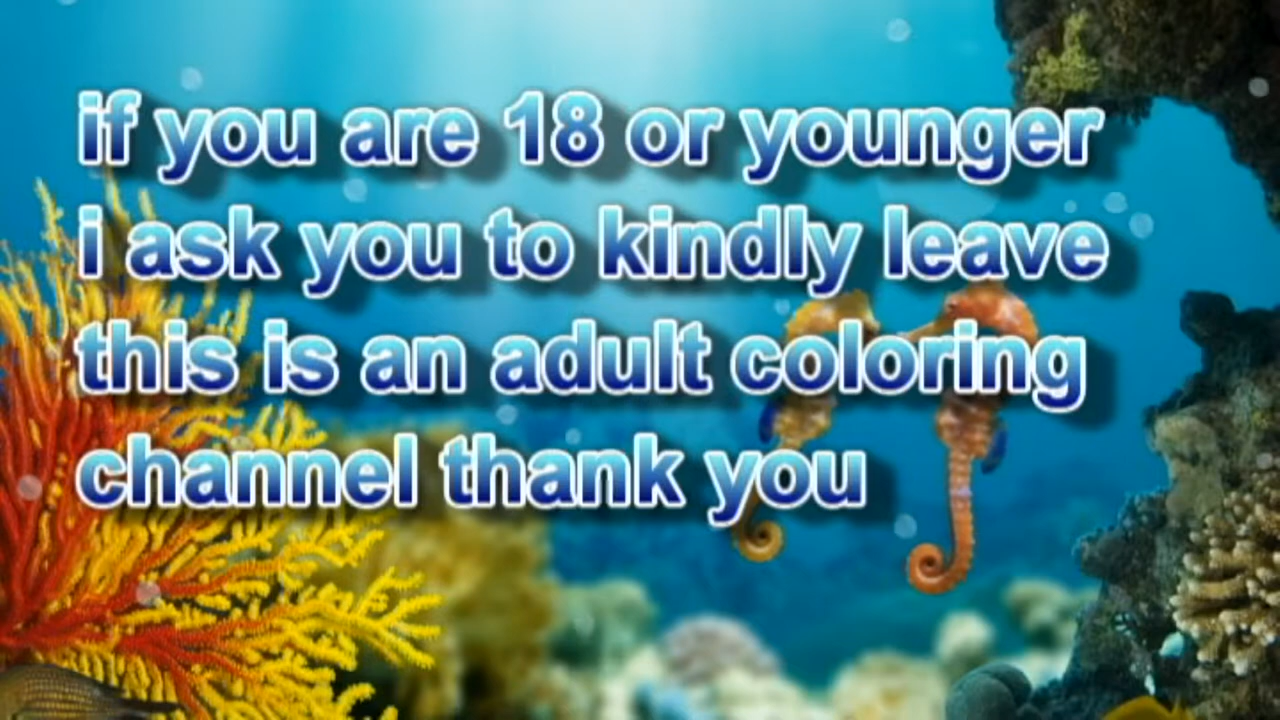 if you are 18 or younger
i ask you to kindly leave
this is an adult coloring
channel thank you